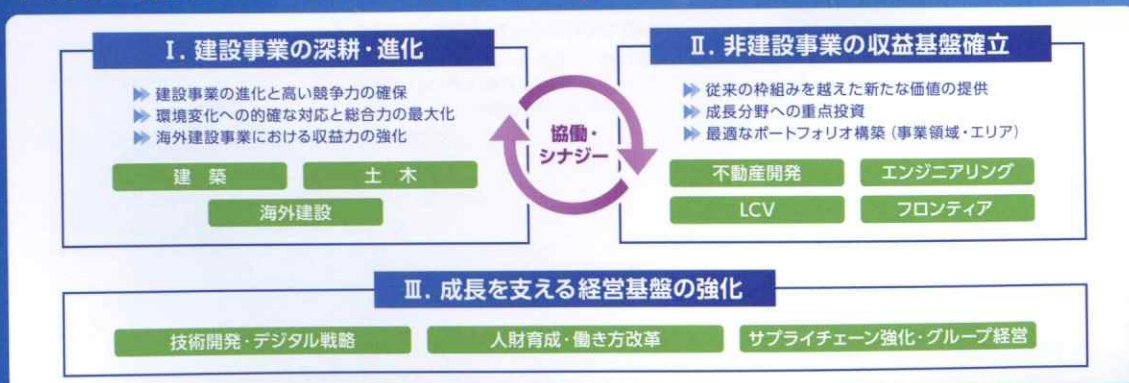 I. 建設事業の深耕・進化
建設事業の進化と高い競争力の確保
環境変化への的確な対応と総合力の最大化
海外建設事業における収益力の強化
建 築
土 木
海外建設
協働・
シナジー
II. 非建設事業の収益基盤確立
従来の枠組みを越えた新たな価値の提供
成長分野への重点投資
最適なポートフォリオ構築（事業領域・エリア）
不動産開発
エンジニアリング
LCV
フロンティア
III. 成長を支える経営基盤の強化
技術開発・デジタル戦略
人財育成・働き方改革
サプライチェーン強化・グループ経営